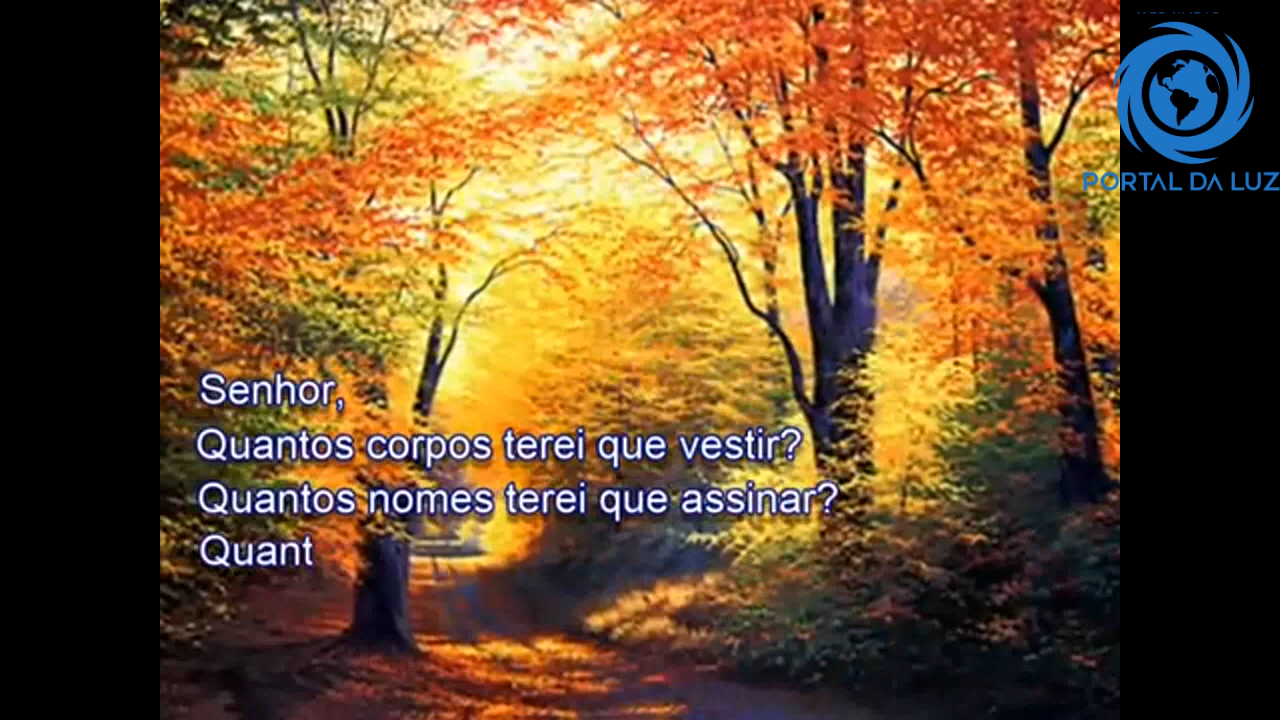 PORTAL DA LUZ
Senhor,
Quantos corpos terei que vestir?
Quantos nomes terei que assinar?
Quant